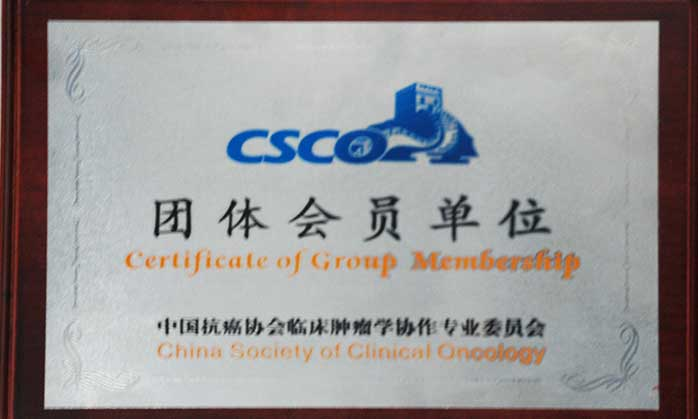 CSCO
团体会员单位
Certificate of Group Membership
中国抗癌协会临床肿瘤学协作专业委员会
China Society of Clinical Oncology